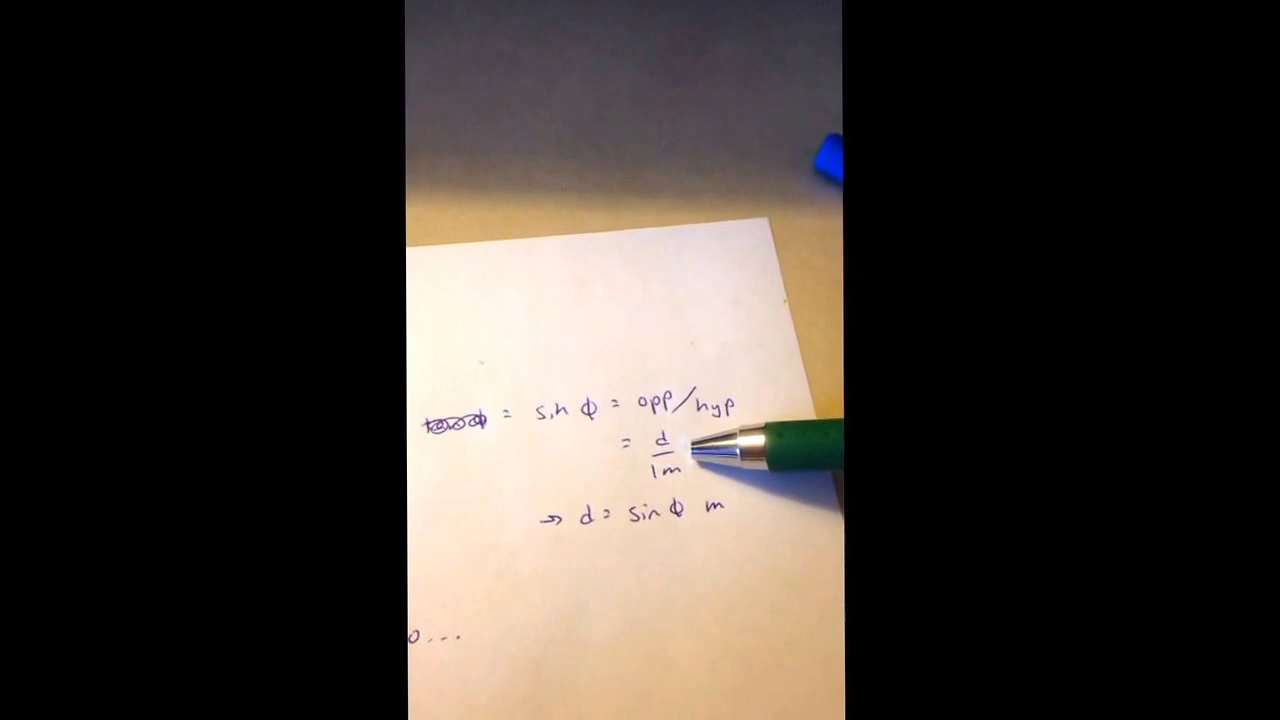 = sin ϕ = opp/hyp
= d/1m
→ d = sin ϕ m
o...